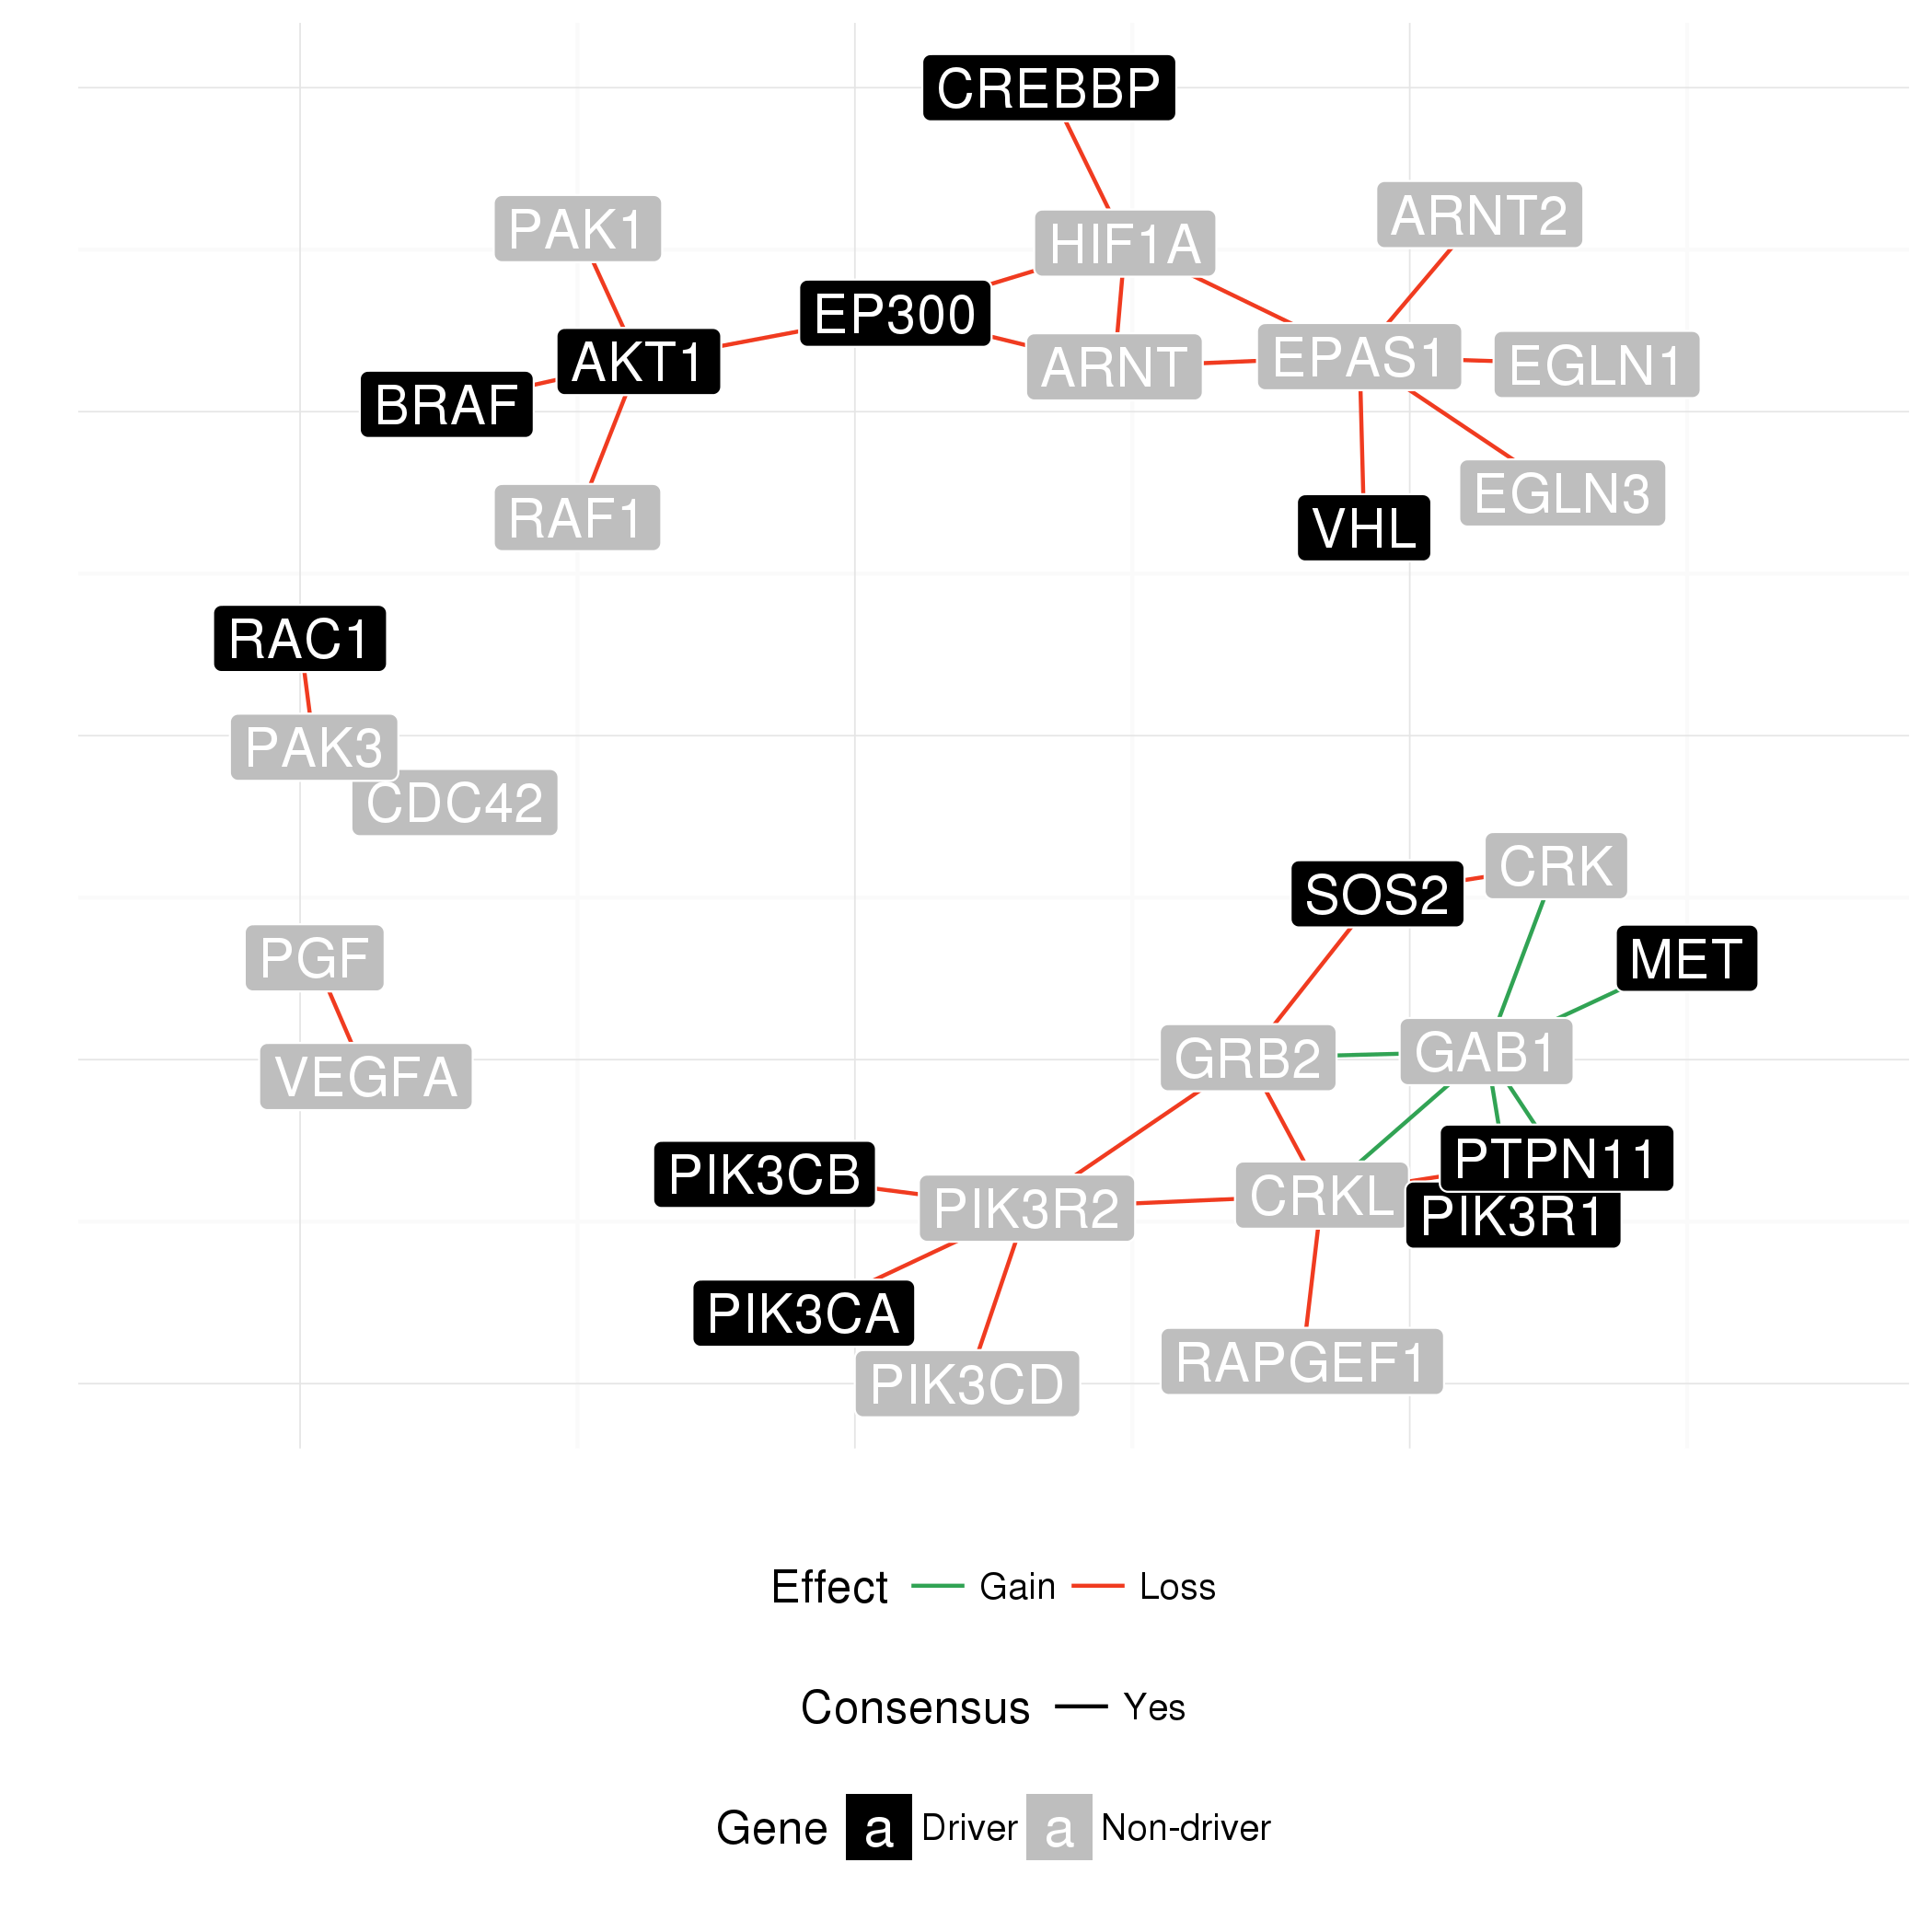 CREBBP
PAK1
HIF1A
ARNT2
EP300
AKT1
ARNT
EPAS1
EGLN1
BRAF
RAF1
EGLN3
VHL
RAC1
PAK3
CDC42
SOS2
CRK
PGF
MET
VEGFA
GRB2
GAB1
PIK3CB
PIK3R2
CRKL
PTPN11
PIK3R1
PIK3CA
PIK3CD
RAPGEF1
Effect Gain Loss
Consensus Yes
Gene a Driver a Non-driver